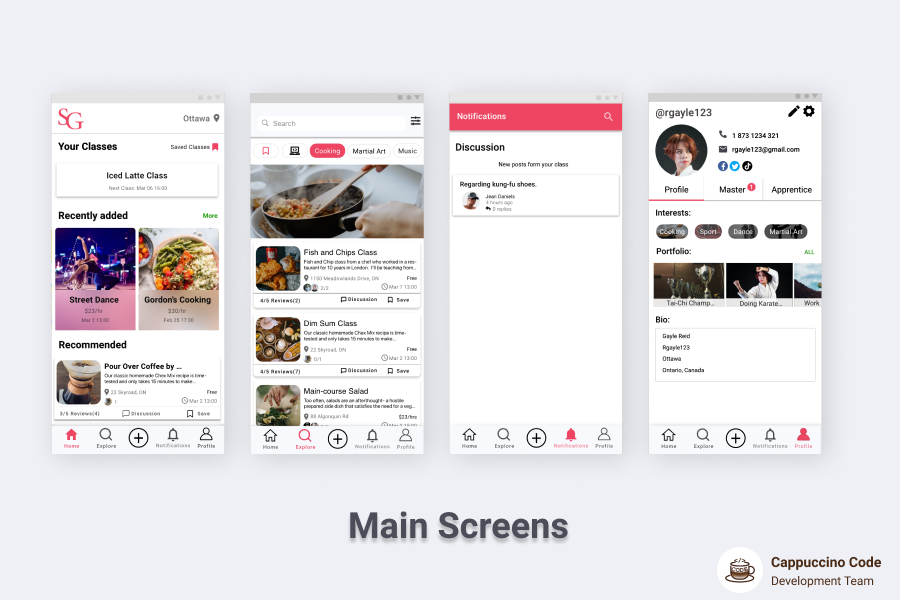 SG
Ottawa
Your Classes
Saved Classes
Iced Latte Class
Next Class: Mar 06 16:00
Recently added
More
Street Dance
$23/hr
Mar 2 13:00
Gordon's Cooking
$30/hr
Feb 25 17:30
Recommended
Pour Over Coffee by ...
Our classic homemade Chex Mix recipe is time-
tested and only takes 15 minutes to make...
22 Skyroad, ON
Free
1
Mar 2 13:00
3/5 Reviews(4)
Discussion
Save
Home
Explore
Notifications
Profile
Search
Cooking
Martial Art
Music
Fish and Chips Class
Fish and Chip class from a chef who worked in a res-
taurant for 10 years in London. I'll be teaching from...
1150 Meadowlands Drive, ON
Free
2/2
Mar 7 13:00
4/5 Reviews(2)
Discussion
Save
Dim Sum Class
Our classic homemade Chex Mix recipe is time-
tested and only takes 15 minutes to make...
22 Skyroad, ON
Free
0/1
Mar 2 13:00
4/5 Reviews(7)
Discussion
Save
Main-course Salad
Too often, salads are an afterthought- a hostile
prepared side dish that satisfies the need for a veg...
88 Algonquin Rd
$23/hrs
Home
Explore
Notifications
Profile
Notifications
Discussion
New posts form your class
Regarding kung-fu shoes.
Jean Daniels
4 hours ago
0 replies
Home
Explore
Notifications
Profile
@rgayle123
1 873 1234 321
rgayle123@gmail.com
Profile
Master
1
Apprentice
Interests:
Cooking
Sport
Dance
Martial Art
Portfolio:
ALL
Tai-Chi Champ...
Doing Karate...
Work
Bio:
Gayle Reid
Rgayle123
Ottawa
Ontario, Canada
Home
Explore
Notifications
Profile
Main Screens
CODE
Cappuccino Code
Development Team